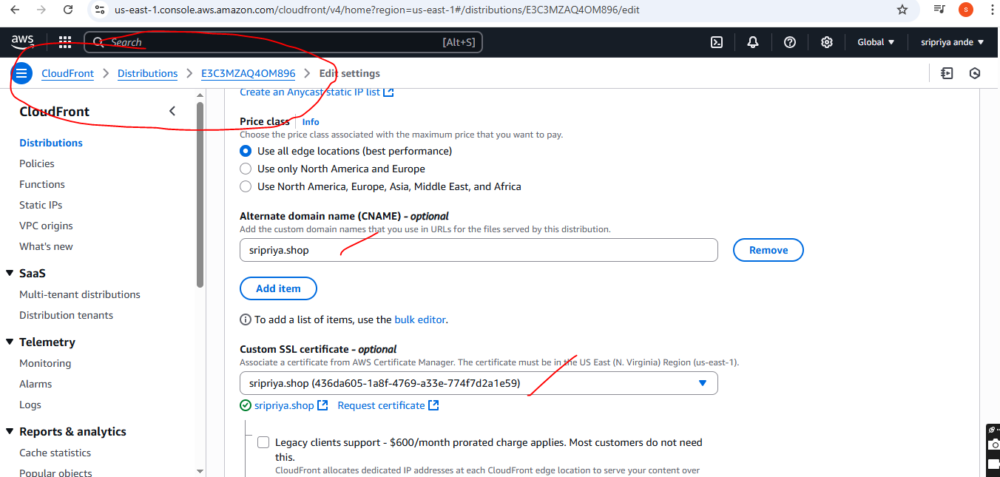 us-east-1.console.aws.amazon.com/cloudfront/v4/home?region=us-east-1#/distributions/E3C3MZAQ4OM896/edit
S
aws
Search
[Alt+S]
Global
sripriya ande
CloudFront
Distributions
E3C3MZAQ4OM896
Edit settings
CloudFront
Distributions
Policies
Functions
Static IPs
VPC origins
What's new
SaaS
Multi-tenant distributions
Distribution tenants
Telemetry
Monitoring
Alarms
Logs
Reports & analytics
Cache statistics
Popular objects
Create an Anycast static IP list
Price class
Info
Choose the price class associated with the maximum price that you want to pay.
Use all edge locations (best performance)
Use only North America and Europe
Use North America, Europe, Asia, Middle East, and Africa
Alternate domain name (CNAME) - optional
Add the custom domain names that you use in URLs for the files served by this distribution.
sripriya.shop
Remove
Add item
To add a list of items, use the bulk editor.
Custom SSL certificate - optional
Associate a certificate from AWS Certificate Manager. The certificate must be in the US East (N. Virginia) Region (us-east-1).
sripriya.shop (436da605-1a8f-4769-a33e-774f7d2a1e59)
sripriya.shop
Request certificate
Legacy clients support - $600/month prorated charge applies. Most customers do not need
this.
CloudFront allocates dedicated IP addresses at each CloudFront edge location to serve your content over